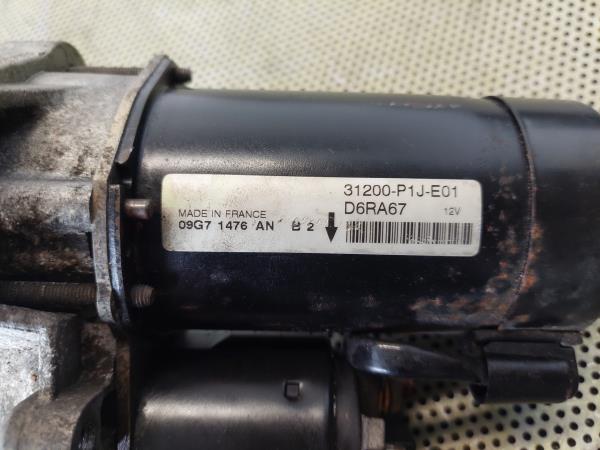 31200-P1J-E01
MADE IN FRANCE D6RA67 12V
09G7 1476 AN B 2